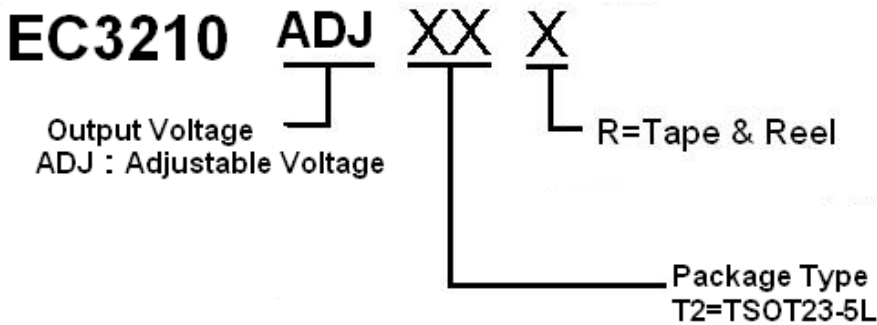 EC3210 ADJ XX X
Output Voltage
ADJ : Adjustable Voltage
R=Tape & Reel
Package Type
T2=TSOT23-5L